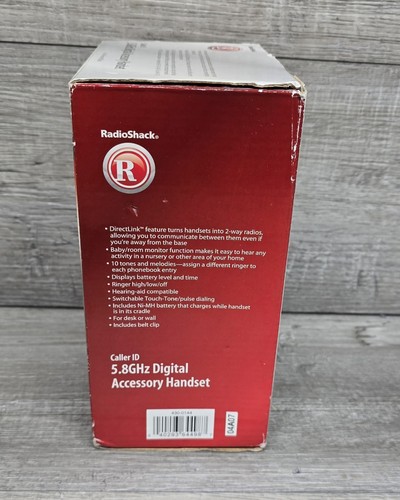 RadioShack®
R
• DirectLink™ feature turns handsets into 2-way radios,
allowing you to communicate between them even if
you're away from the base
• Baby/room monitor function makes it easy to hear any
activity in a nursery or other area of your home
• 10 tones and melodies—assign a different ringer to
each phonebook entry
• Displays battery level and time
• Ringer high/low/off
• Hearing-aid compatible
• Switchable Touch-Tone/pulse dialing
• Includes Ni-MH battery that charges while handset
is in its cradle
• For desk or wall
• Includes belt clip
Caller ID
5.8GHz Digital
Accessory Handset
04A07